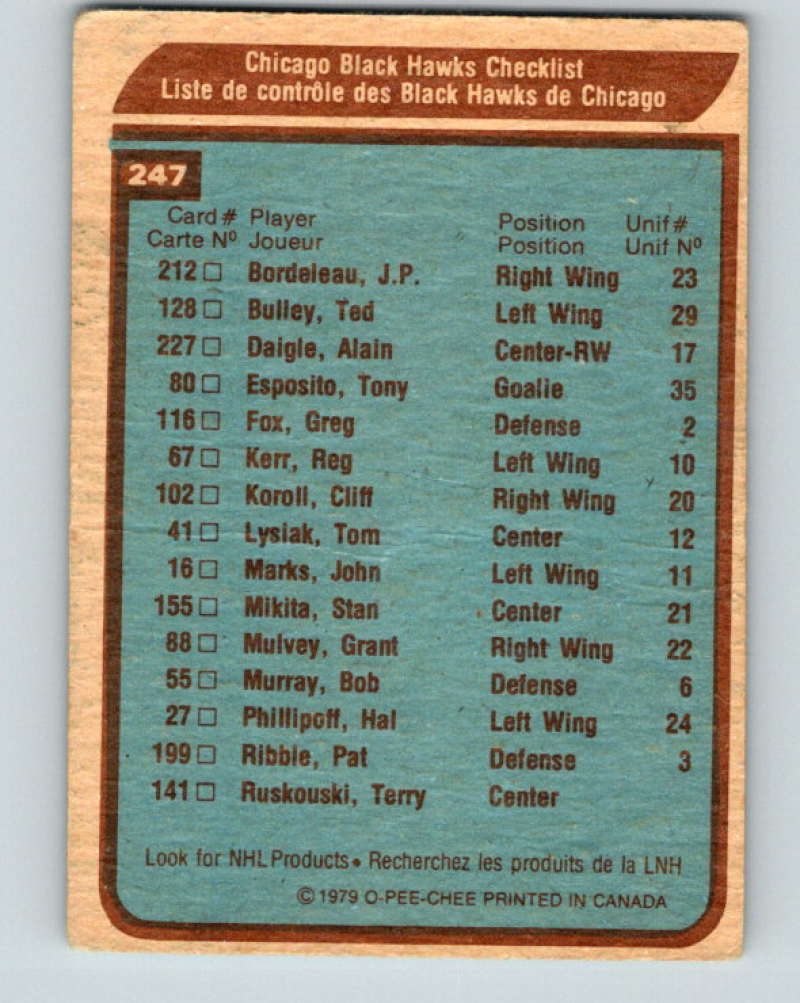 Chicago Black Hawks Checklist
Liste de contrôle des Black Hawks de Chicago
247
Card # Player Position Unif #
Carte Nº Joueur Position Unif Nº
212 □ Bordeleau, J.P. Right Wing 23
128 □ Bulley, Ted Left Wing 29
227 □ Daigle, Alain Center-RW 17
80 □ Esposito, Tony Goalie 35
116 □ Fox, Greg Defense 2
67 □ Kerr, Reg Left Wing 10
102 □ Koroll, Cliff Right Wing 20
41 □ Lysiak, Tom Center 12
16 □ Marks, John Left Wing 11
155 □ Mikita, Stan Center 21
88 □ Mulvey, Grant Right Wing 22
55 □ Murray, Bob Defense 6
27 □ Phillipoff, Hal Left Wing 24
199 □ Ribble, Pat Defense 3
141 □ Ruskouski, Terry Center
Look for NHL Products • Recherchez les produits de la LNH
© 1979 O-PEE-CHEE PRINTED IN CANADA